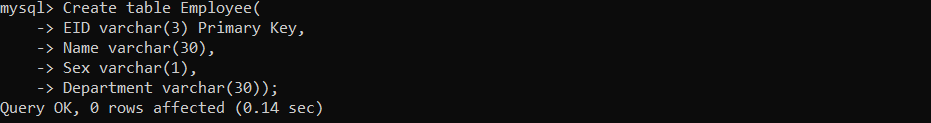 mysql> Create table Employee(
    -> EID varchar(3) Primary Key,
    -> Name varchar(30),
    -> Sex varchar(1),
    -> Department varchar(30));
Query OK, 0 rows affected (0.14 sec)